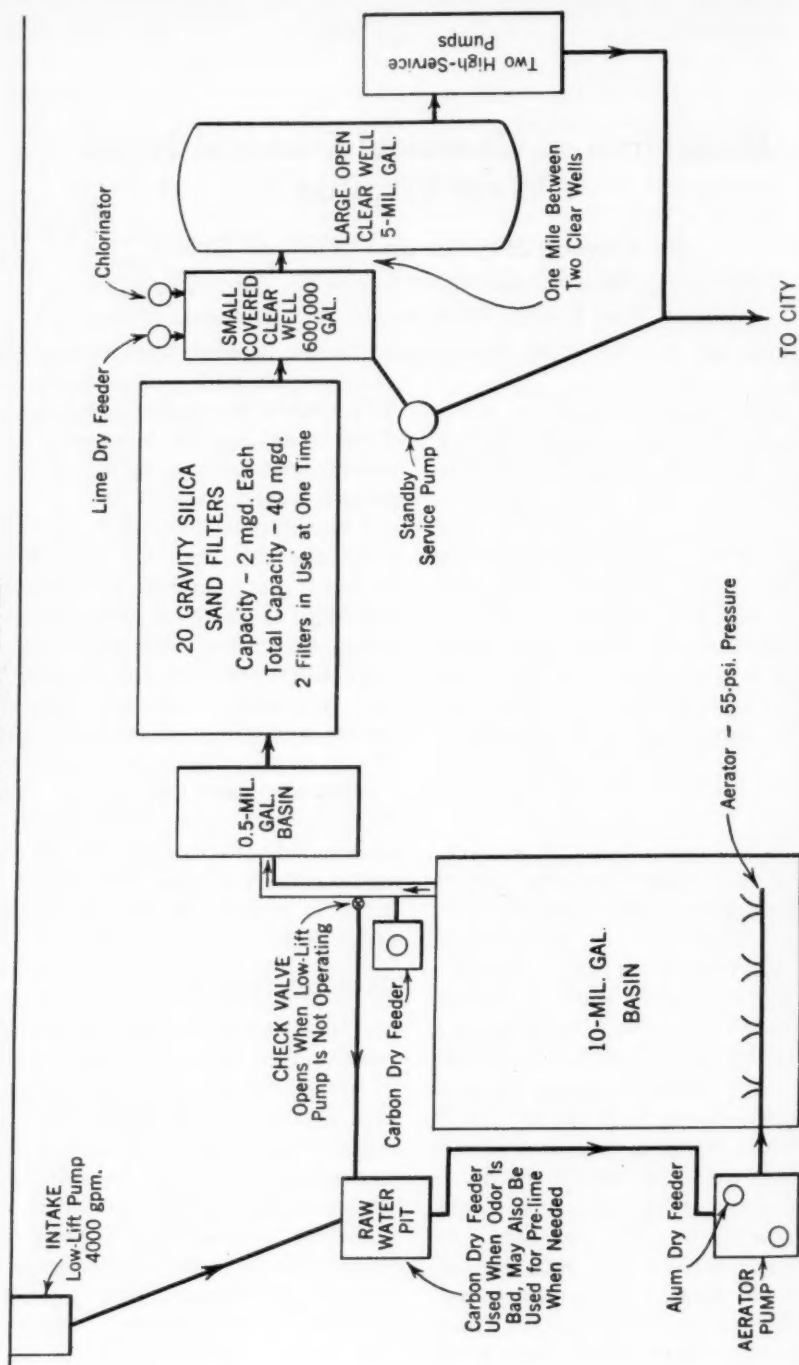 INTAKE
Low-Lift Pump
4000 gpm.
RAW
WATER
PIT
Carbon Dry Feeder
Used When Odor Is
Bad, May Also Be
Used for Pre-lime
When Needed
Alum Dry Feeder
AERATOR
PUMP
CHECK VALVE
Opens When Low-Lift
Pump Is Not Operating
Carbon Dry Feeder
10-MIL. GAL.
BASIN
Aerator – 55-psi. Pressure
0.5-MIL.
GAL.
BASIN
20 GRAVITY SILICA
SAND FILTERS
Capacity – 2 mgd. Each
Total Capacity – 40 mgd.
2 Filters in Use at One Time
Lime Dry Feeder
Chlorinator
SMALL
COVERED
CLEAR
WELL
600,000
GAL.
Standby
Service Pump
LARGE OPEN
CLEAR WELL
5-MIL. GAL.
One Mile Between
Two Clear Wells
Two High-Service
Pumps
TO CITY